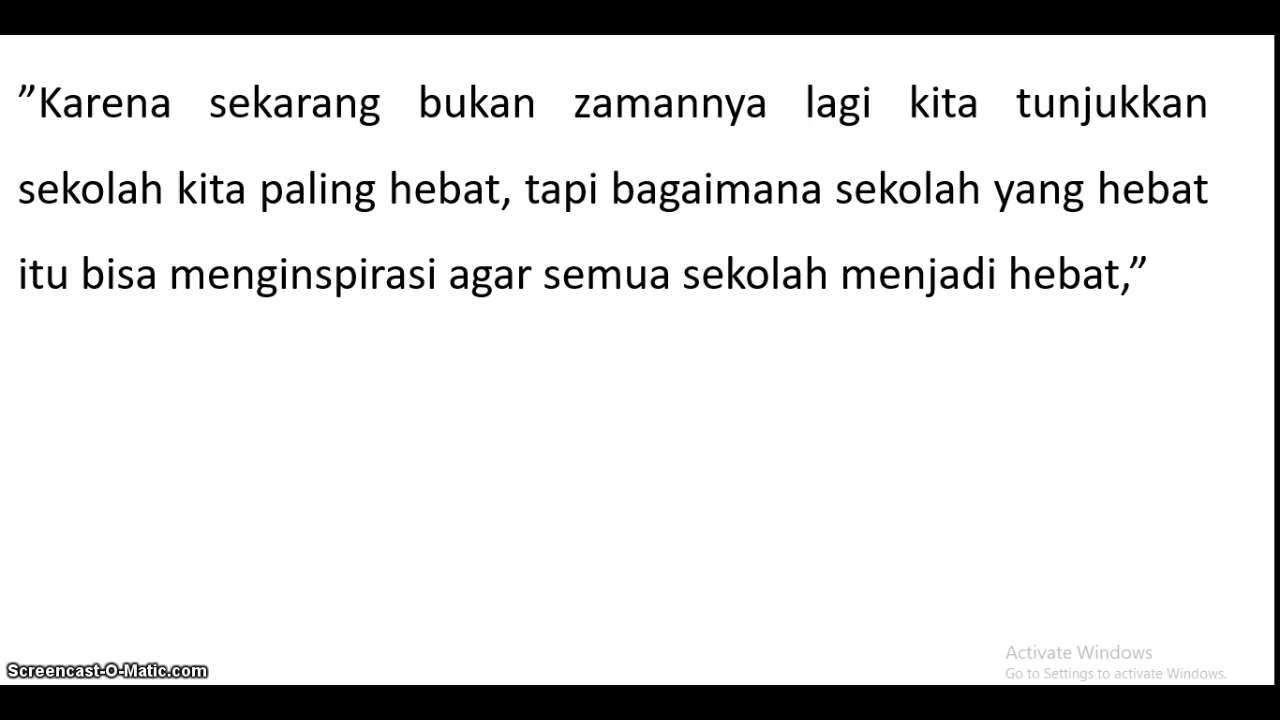 ”Karena sekarang bukan zamannya lagi kita tunjukkan
sekolah kita paling hebat, tapi bagaimana sekolah yang hebat
itu bisa menginspirasi agar semua sekolah menjadi hebat,”
Activate Windows
Go to Settings to activate Windows.
Screencast-O-Matic.com